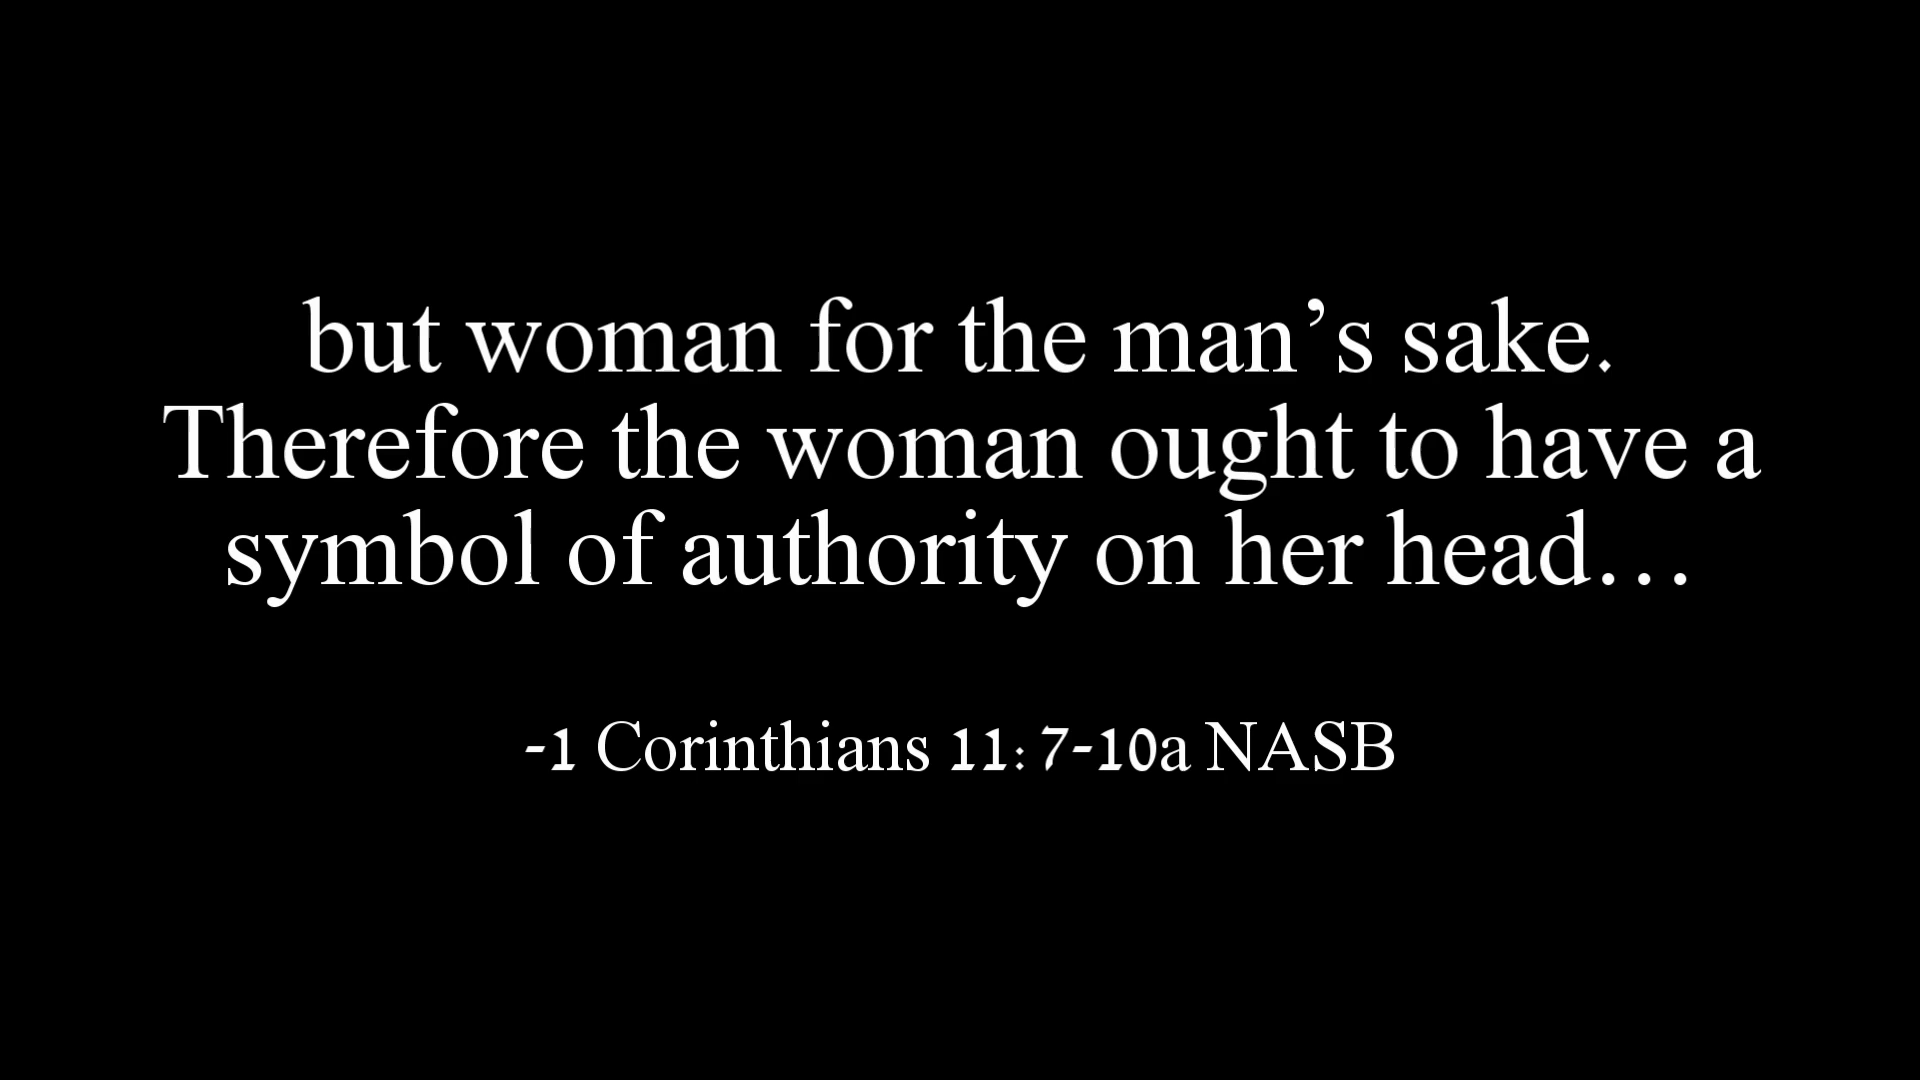 but woman for the man’s sake.
Therefore the woman ought to have a
symbol of authority on her head…
-1 Corinthians 11:7-10a NASB